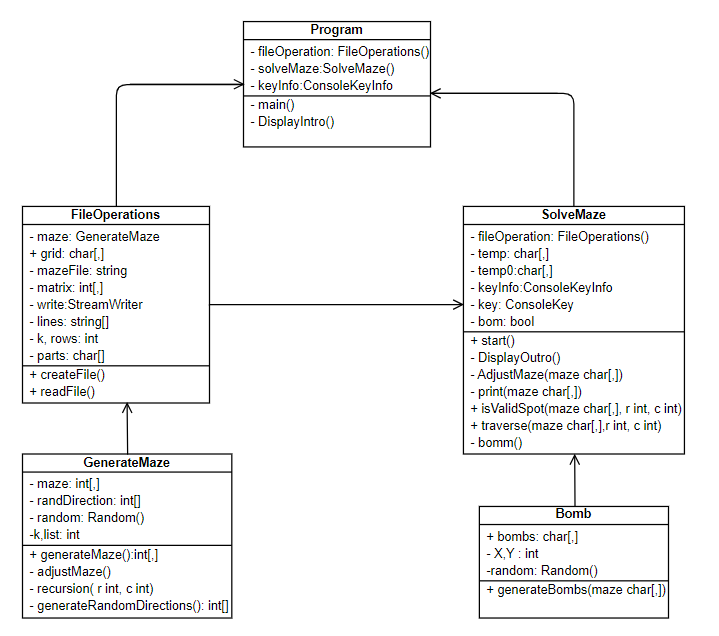 Program
- fileOperation: FileOperations()
- solveMaze:SolveMaze()
- keyInfo:ConsoleKeyInfo
- main()
- DisplayIntro()
FileOperations
- maze: GenerateMaze
+ grid: char[,]
- mazeFile: string
- matrix: int[,]
- write:StreamWriter
- lines: string[]
- k, rows: int
- parts: char[]
+ createFile()
+ readFile()
SolveMaze
- fileOperation: FileOperations()
- temp: char[,]
- temp0:char[,]
- keyInfo:ConsoleKeyInfo
- key: ConsoleKey
- bom: bool
+ start()
- DisplayOutro()
- AdjustMaze(maze char[,])
- print(maze char[,])
+ isValidSpot(maze char[,], r int, c int)
+ traverse(maze char[,],r int, c int)
- bomm()
GenerateMaze
- maze: int[,]
- randDirection: int[]
- random: Random()
-k,list: int
+ generateMaze():int[,]
- adjustMaze()
- recursion( r int, c int)
- generateRandomDirections(): int[]
Bomb
+ bombs: char[,]
- X,Y : int
-random: Random()
+ generateBombs(maze char[,])